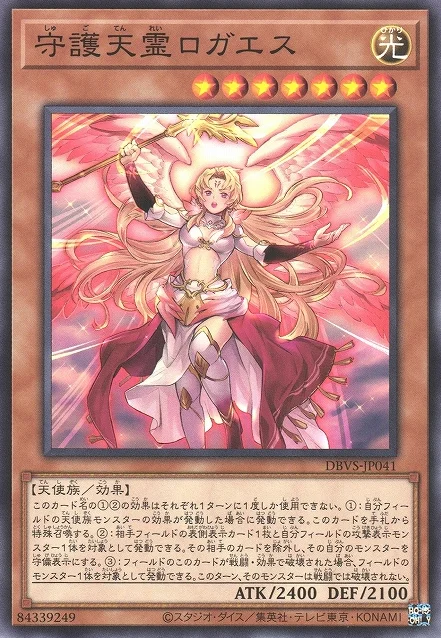 守護天霊ロガエス
光
DBVS-JP041
【天使族/効果】
このカード名の①②の効果はそれぞれ1ターンに1度しか使用できない。①:自分フィ
ールドの天使族モンスターの効果が発動した場合に発動できる。このカードを手札から
特殊召喚する。②:相手フィールドの表側表示カード1枚と自分フィールドの攻撃表示モ
ンスター1体を対象として発動できる。その相手のカードを除外し、その自分のモンスター
を守備表示にする。③:フィールドのこのカードが戦闘・効果で破壊された場合、フィールドの
モンスター1体を対象として発動できる。このターン、そのモンスターは戦闘では破壊されない。
ATK/2400 DEF/2100
84339249
©スタジオ・ダイス/集英社・テレビ東京・KONAMI